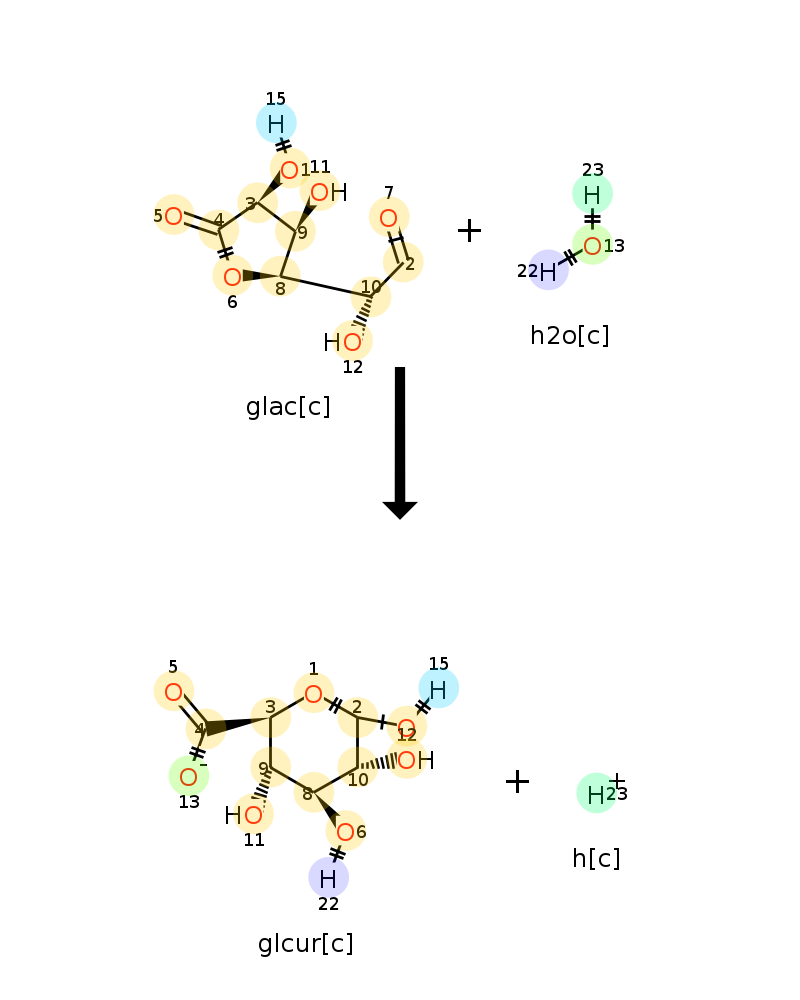 15
H
O 1 11
OH
7
O
23
H
5 O
4
3
9
2
+
O 13
22 H
O
6
8
10
HO
12
h2o[c]
glac[c]
5
O
1
O
15
H
4
3
2
O
12
OH
O -
13
9
10
8
HO
11
O 6
H
22
+
H + 23
h[c]
glcur[c]